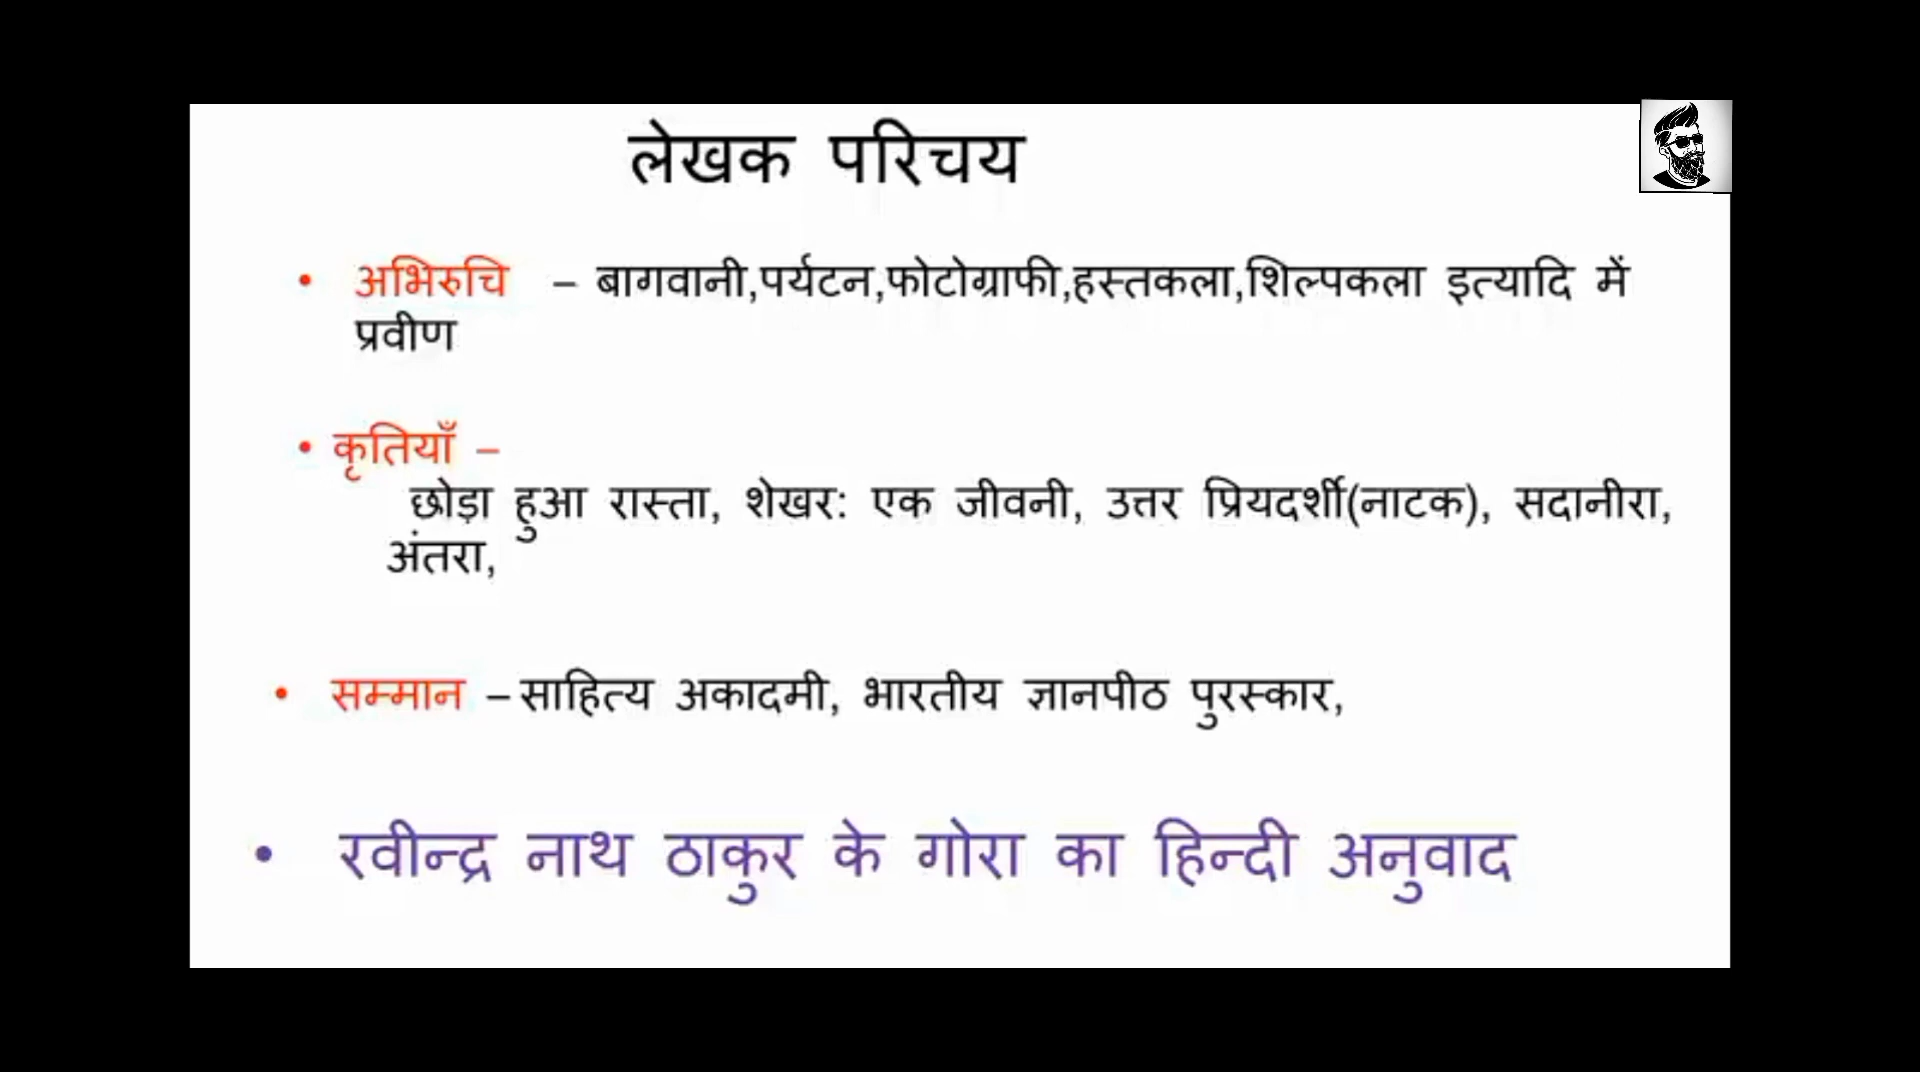 लेखक परिचय
• अभिरुचि – बागवानी,पर्यटन,फोटोग्राफी,हस्तकला,शिल्पकला इत्यादि में
प्रवीण
• कृतियाँ –
छोड़ा हुआ रास्ता, शेखर: एक जीवनी, उत्तर प्रियदर्शी(नाटक), सदानीरा,
अंतरा,
• सम्मान – साहित्य अकादमी, भारतीय ज्ञानपीठ पुरस्कार,
• रवीन्द्र नाथ ठाकुर के गोरा का हिन्दी अनुवाद